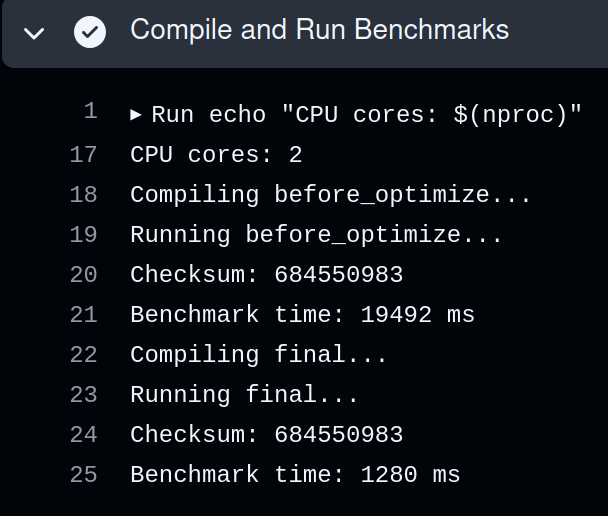 Compile and Run Benchmarks
1 ▶ Run echo "CPU cores: $(nproc)"
17 CPU cores: 2
18 Compiling before_optimize...
19 Running before_optimize...
20 Checksum: 684550983
21 Benchmark time: 19492 ms
22 Compiling final...
23 Running final...
24 Checksum: 684550983
25 Benchmark time: 1280 ms